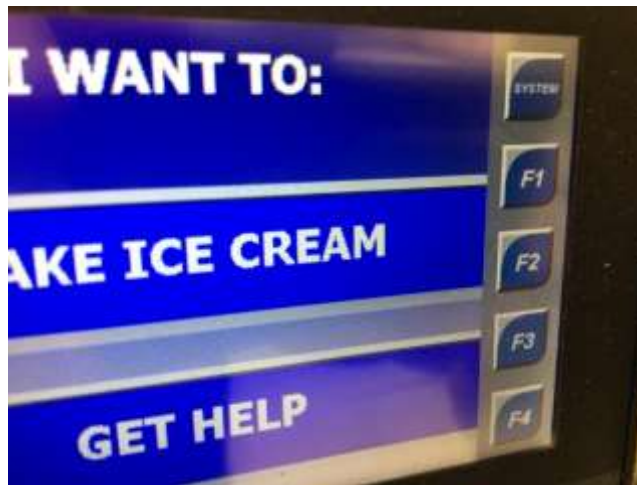 I WANT TO:
SYSTEM
F1
AKE ICE CREAM
F2
F3
GET HELP
F4